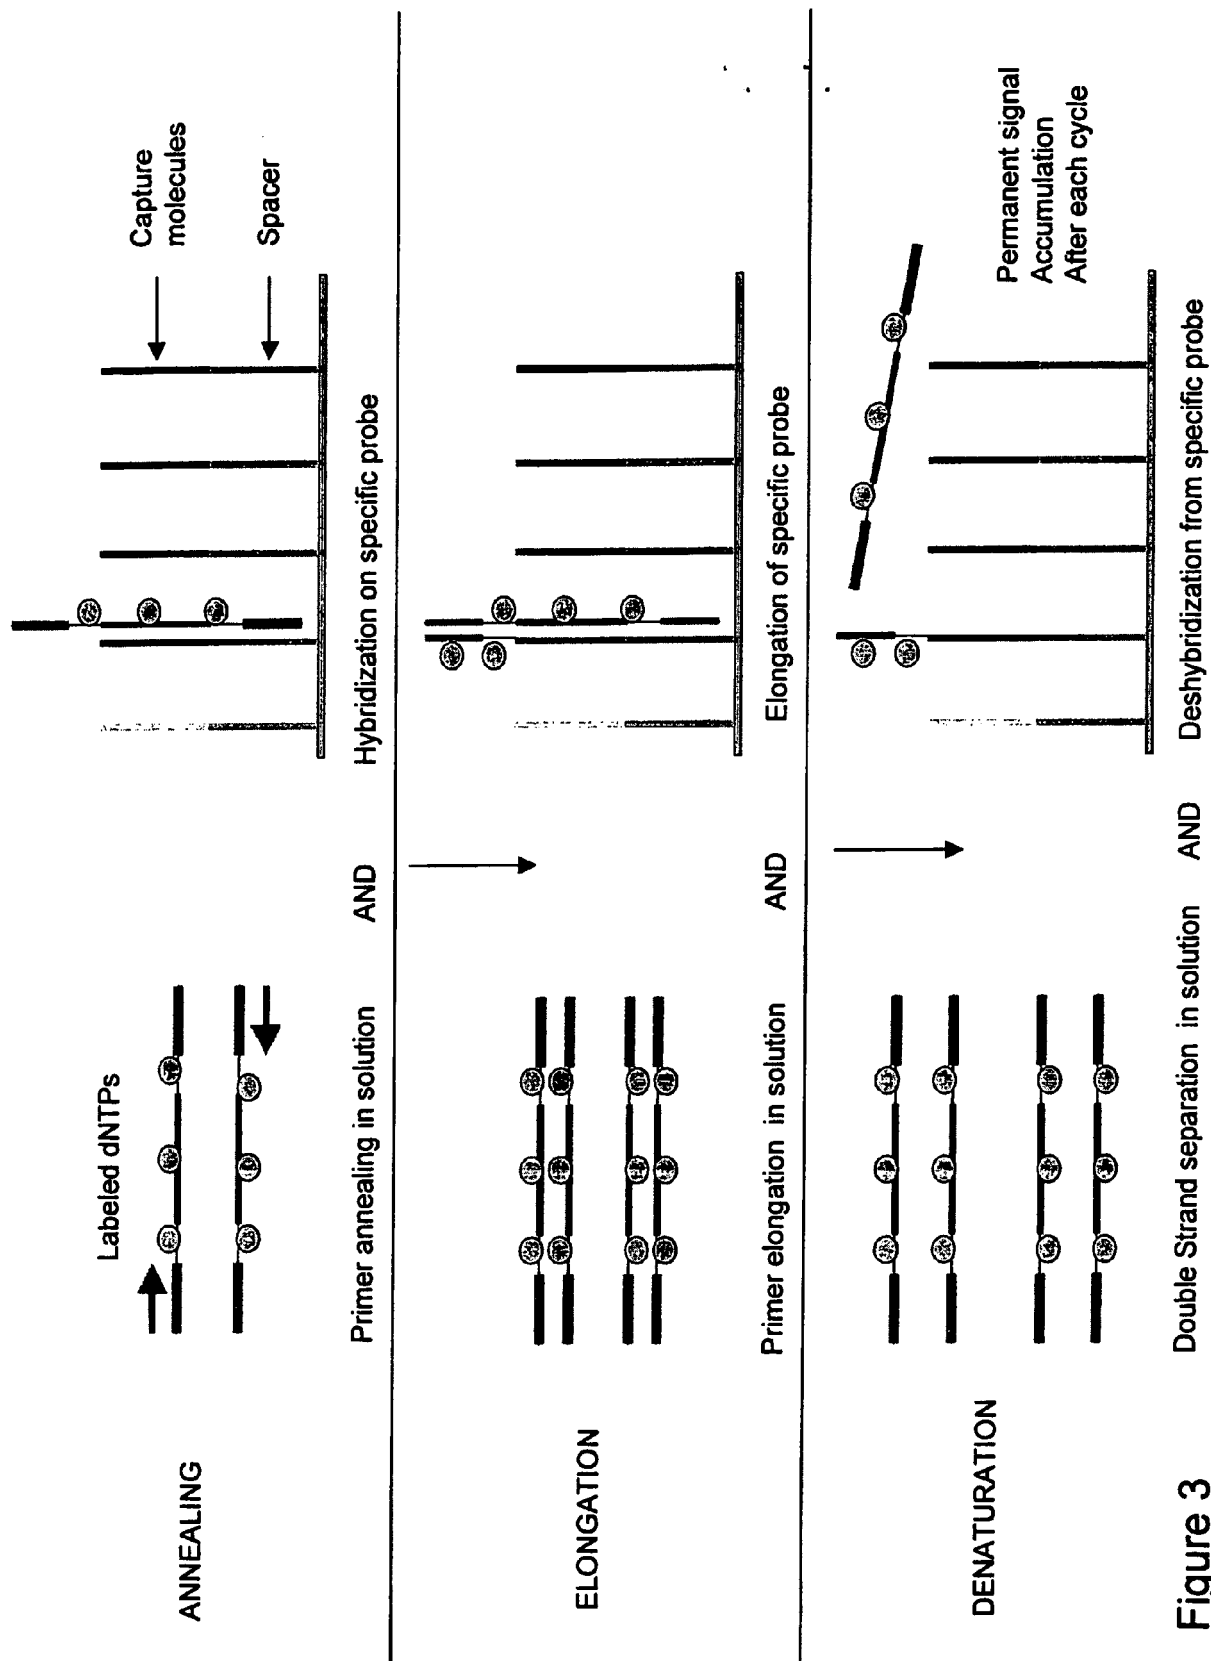 ANNEALING
Labeled dNTPs
Capture
molecules
Spacer
Primer annealing in solution AND Hybridization on specific probe
ELONGATION
Primer elongation in solution AND Elongation of specific probe
DENATURATION
Permanent signal
Accumulation
After each cycle
Double Strand separation in solution AND Deshybridization from specific probe
Figure 3